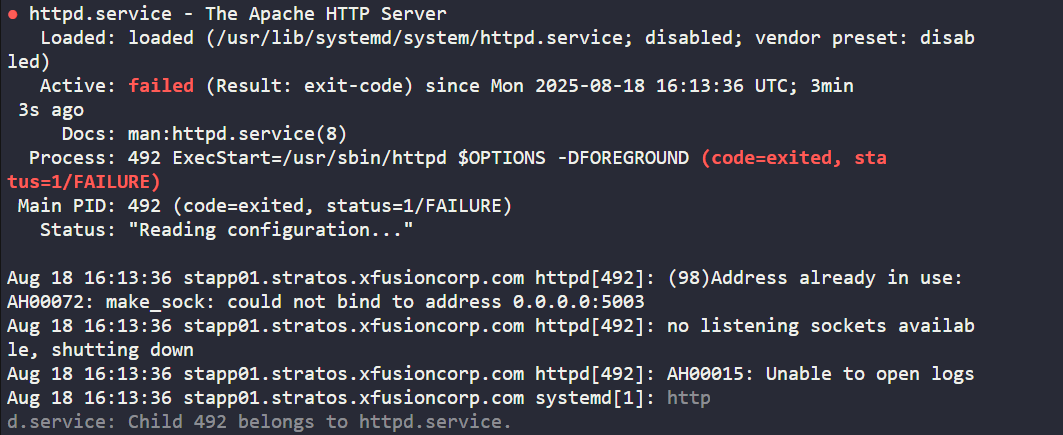 ● httpd.service - The Apache HTTP Server
   Loaded: loaded (/usr/lib/systemd/system/httpd.service; disabled; vendor preset: disab
led)
   Active: failed (Result: exit-code) since Mon 2025-08-18 16:13:36 UTC; 3min
 3s ago
     Docs: man:httpd.service(8)
  Process: 492 ExecStart=/usr/sbin/httpd $OPTIONS -DFOREGROUND (code=exited, sta
tus=1/FAILURE)
 Main PID: 492 (code=exited, status=1/FAILURE)
   Status: "Reading configuration..."

Aug 18 16:13:36 stapp01.stratos.xfusioncorp.com httpd[492]: (98)Address already in use:
AH00072: make_sock: could not bind to address 0.0.0.0:5003
Aug 18 16:13:36 stapp01.stratos.xfusioncorp.com httpd[492]: no listening sockets availab
le, shutting down
Aug 18 16:13:36 stapp01.stratos.xfusioncorp.com httpd[492]: AH00015: Unable to open logs
Aug 18 16:13:36 stapp01.stratos.xfusioncorp.com systemd[1]: http
d.service: Child 492 belongs to httpd.service.